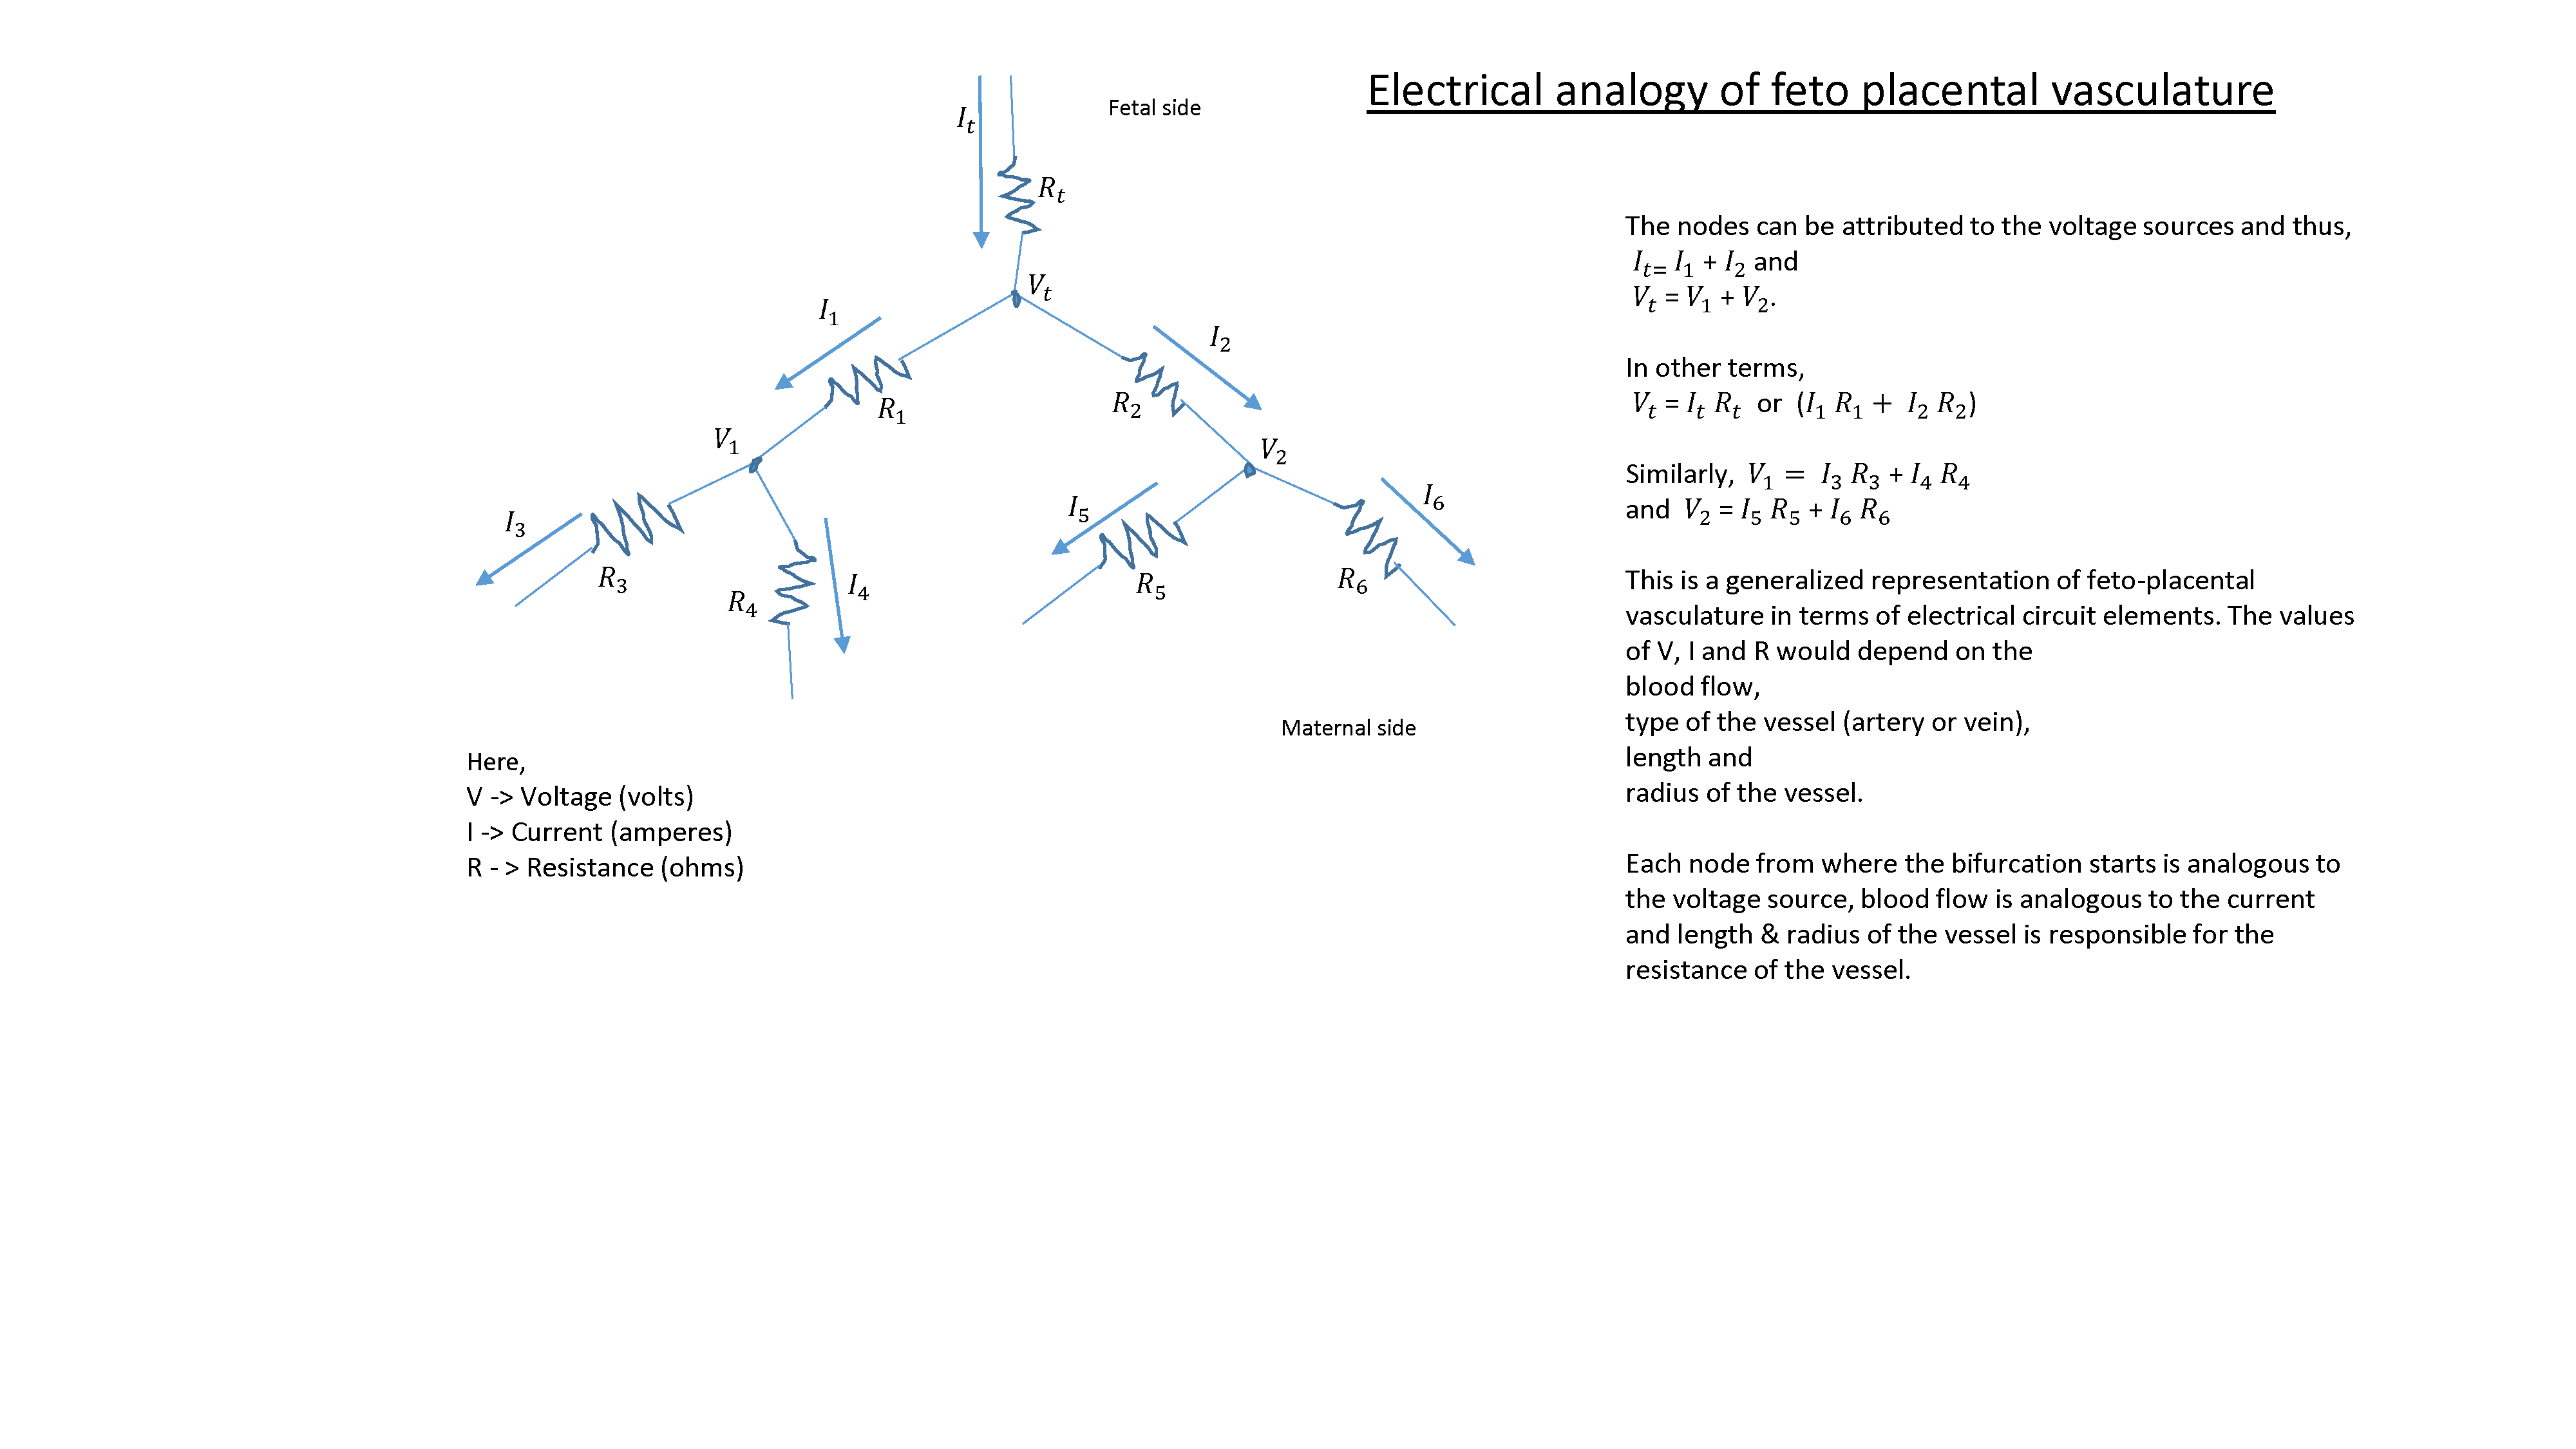 Electrical analogy of feto placental vasculature
Fetal side
I_t
R_t
V_t
I_1
R_1
I_2
R_2
V_1
V_2
I_3
R_3
R_4
I_4
I_5
R_5
I_6
R_6
Maternal side
Here,
V -> Voltage (volts)
I -> Current (amperes)
R - > Resistance (ohms)
The nodes can be attributed to the voltage sources and thus,
I_t= I_1 + I_2 and
V_t = V_1 + V_2.
In other terms,
V_t = I_t R_t or (I_1 R_1 + I_2 R_2)
Similarly, V_1 = I_3 R_3 + I_4 R_4
and V_2 = I_5 R_5 + I_6 R_6
This is a generalized representation of feto-placental
vasculature in terms of electrical circuit elements. The values
of V, I and R would depend on the
blood flow,
type of the vessel (artery or vein),
length and
radius of the vessel.
Each node from where the bifurcation starts is analogous to
the voltage source, blood flow is analogous to the current
and length & radius of the vessel is responsible for the
resistance of the vessel.